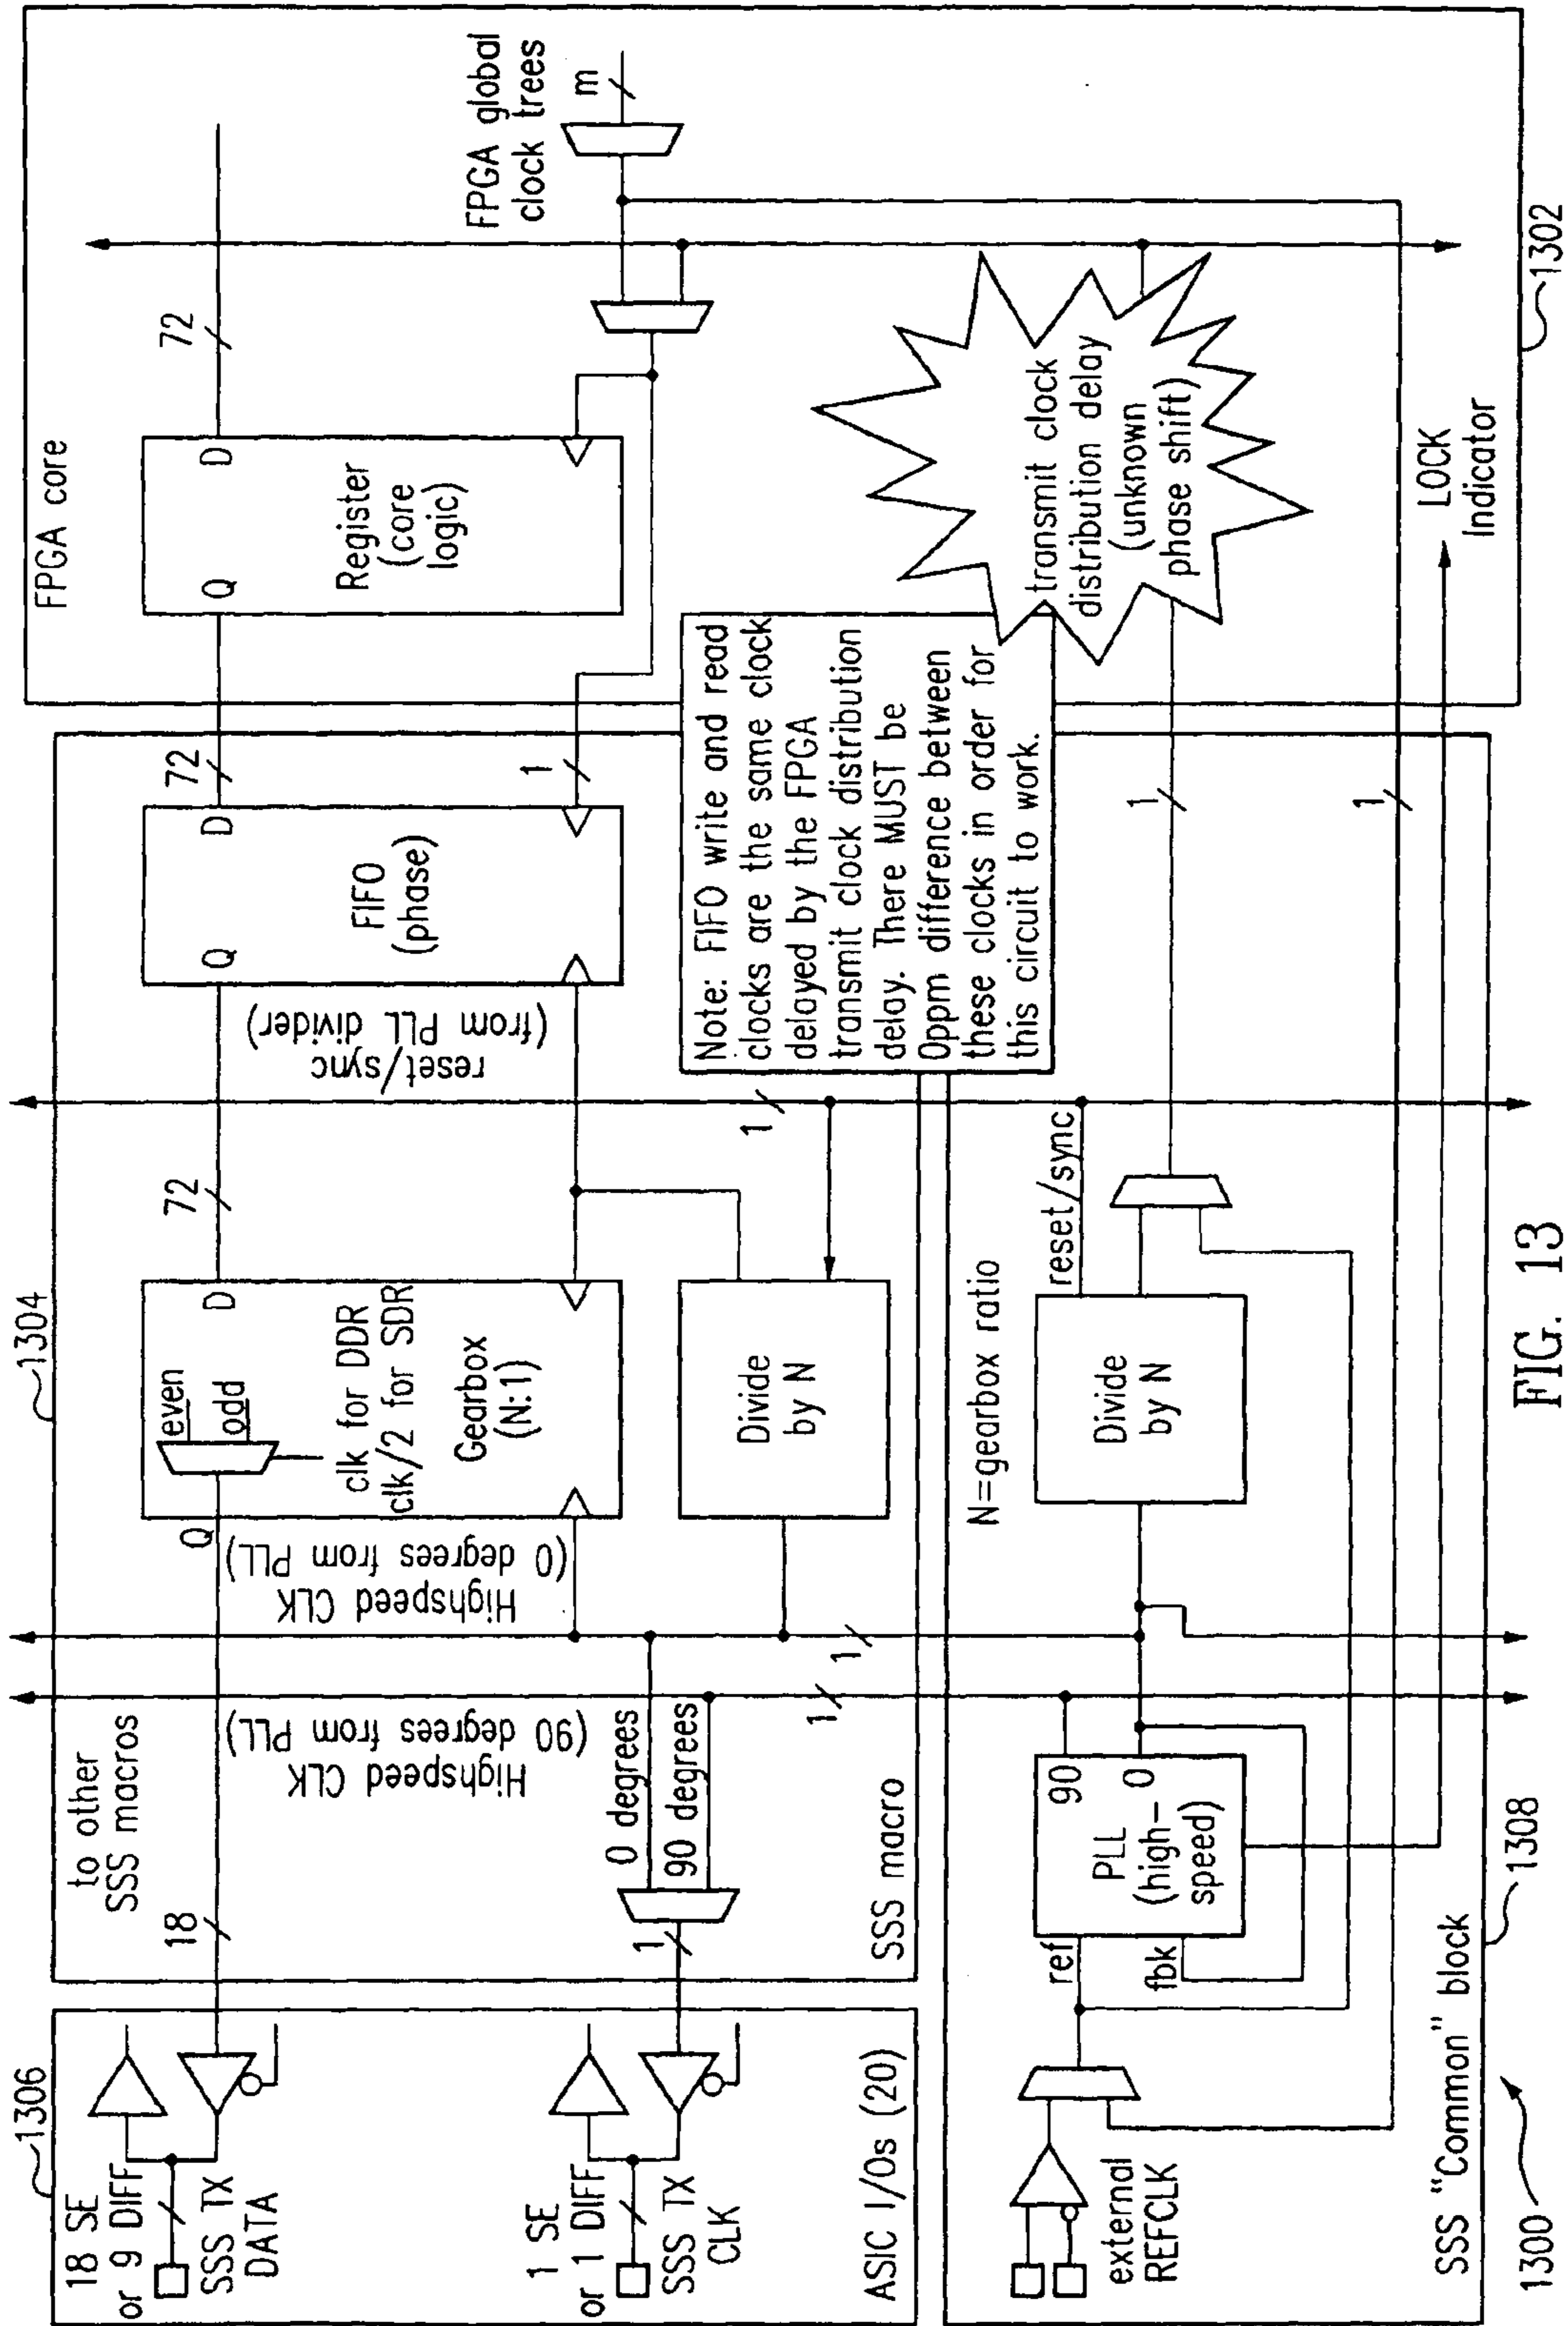 1306
18 SE
or 9 DIFF
SSS TX
DATA
1 SE
or 1 DIFF
SSS TX
CLK
ASIC I/Os (20)
1304
to other
SSS macros
18
Highspeed CLK
(90 degrees from PLL)
0 degrees
90 degrees
1
1
SSS macro
Highspeed CLK
(0 degrees from PLL)
1
Q
even
odd
D
clk for DDR
clk/2 for SDR
Gearbox
(N:1)
Divide
by N
72
reset/sync
(from PLL divider)
1
Q
D
FIFO
(phase)
72
1
FPGA core
Q
D
Register
(core
logic)
72
FPGA global
clock trees
m
Note: FIFO write and read
clocks are the same clock
delayed by the FPGA
transmit clock distribution
delay. There MUST be
0ppm difference between
these clocks in order for
this circuit to work.
transmit clock
distribution delay
(unknown
phase shift)
external
REFCLK
ref
fbk
90
0
PLL
(high-
speed)
N=gearbox ratio
Divide
by N
reset/sync
1
1
LOCK
Indicator
SSS "Common" block
1300
1308
1302
FIG. 13